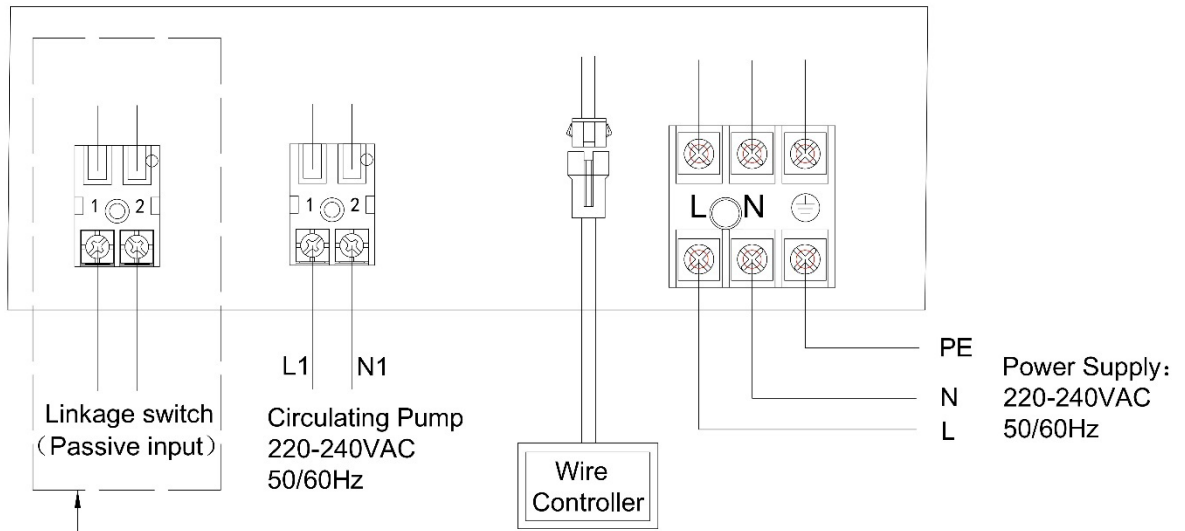 1 2
1 2
L N
L1 N1
Linkage switch
(Passive input)
Circulating Pump
220-240VAC
50/60Hz
Wire
Controller
PE
N
L
Power Supply:
220-240VAC
50/60Hz